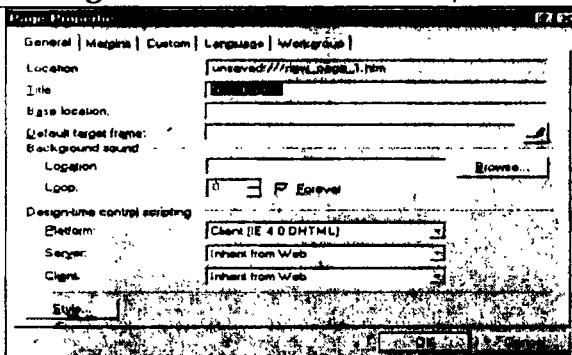 Page Properties
General Margins Custom Language Workgroup
Location: unsaved:///new_page_1.htm
Title:
Base location:
Default target frame:
Background sound
Location: Browse...
Loop: 0 Forever
Design-time control scripting
Platform: Client (IE 4.0 DHTML)
Server: Inherit from Web
Client: Inherit from Web
Style...
OK Cancel